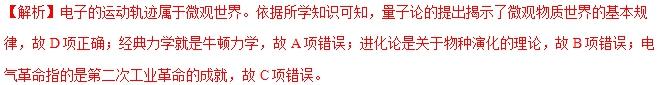 【解析】电子的运动轨迹属于微观世界。依据所学知识可知，量子论的提出揭示了微观物质世界的基本规
律，故 D 项正确；经典力学就是牛顿力学，故 A 项错误；进化论是关于物种演化的理论，故 B 项错误；电
气革命指的是第二次工业革命的成就，故 C 项错误。